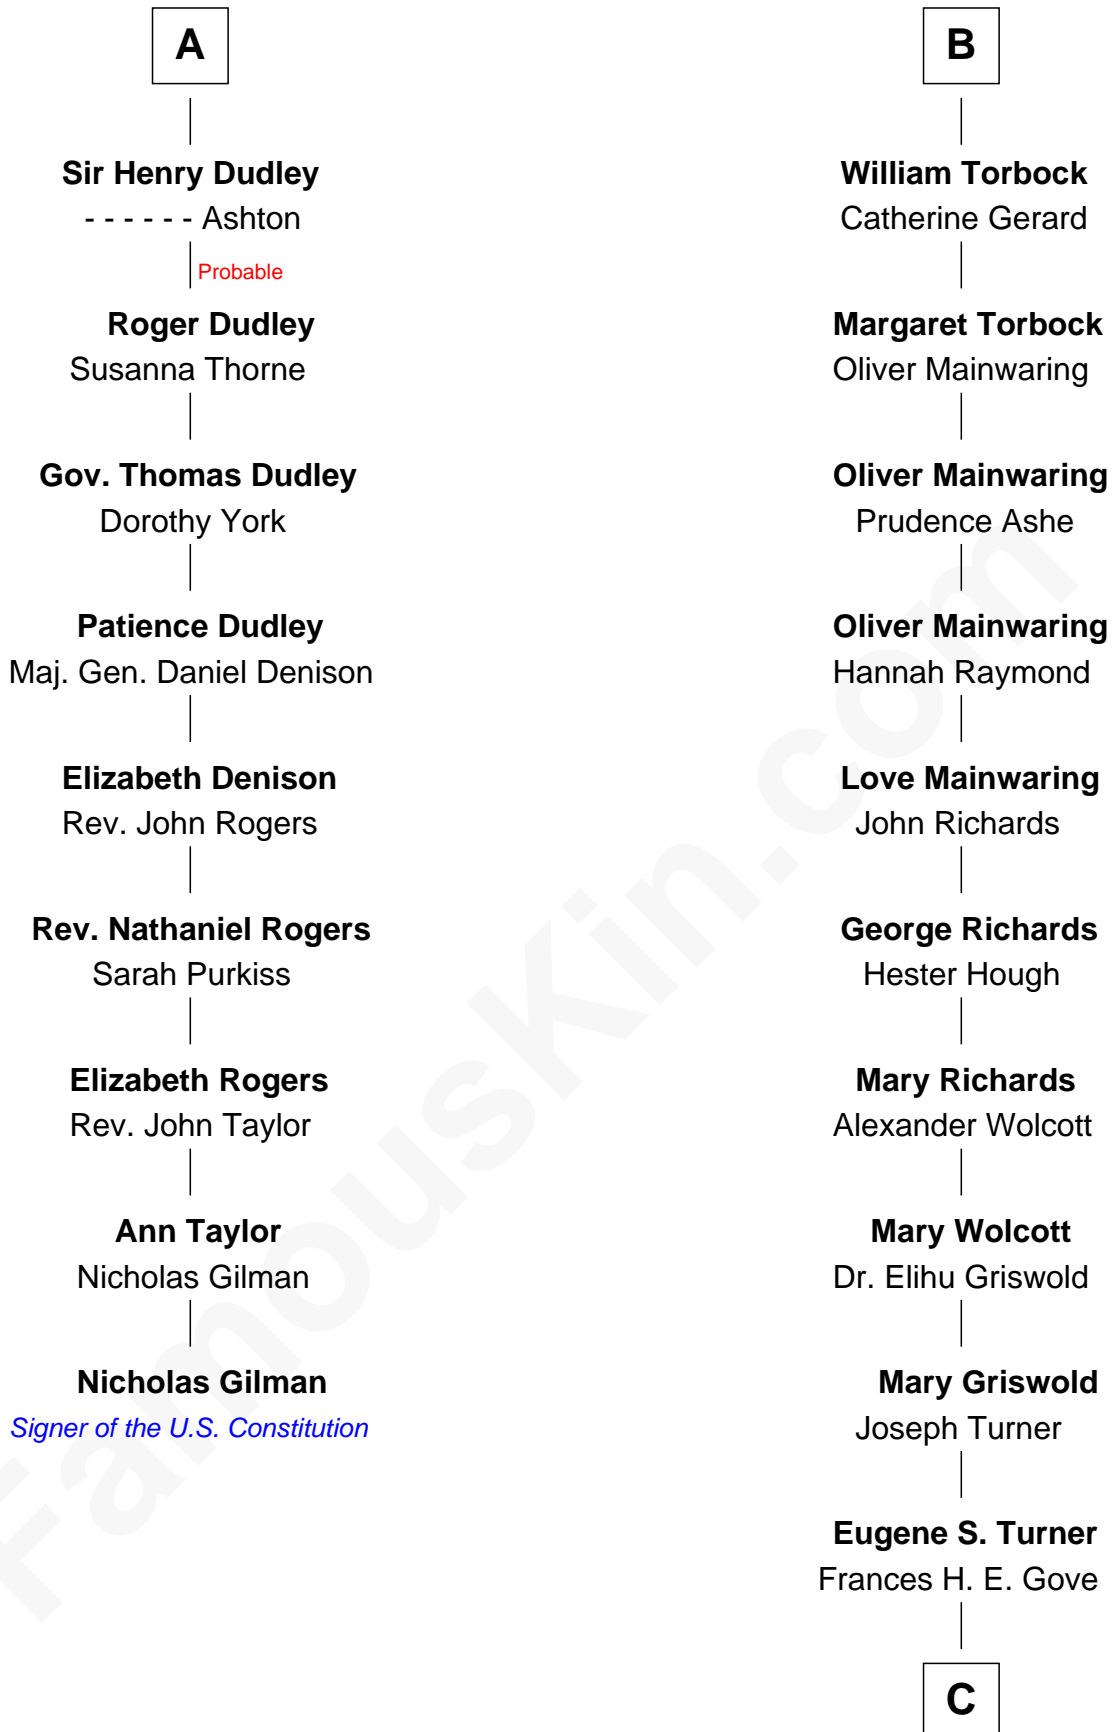 A
Sir Henry Dudley
- - - - - - Ashton
Probable
Roger Dudley
Susanna Thorne
Gov. Thomas Dudley
Dorothy York
Patience Dudley
Maj. Gen. Daniel Denison
Elizabeth Denison
Rev. John Rogers
Rev. Nathaniel Rogers
Sarah Purkiss
Elizabeth Rogers
Rev. John Taylor
Ann Taylor
Nicholas Gilman
Nicholas Gilman
Signer of the U.S. Constitution
B
William Torbock
Catherine Gerard
Margaret Torbock
Oliver Mainwaring
Oliver Mainwaring
Prudence Ashe
Oliver Mainwaring
Hannah Raymond
Love Mainwaring
John Richards
George Richards
Hester Hough
Mary Richards
Alexander Wolcott
Mary Wolcott
Dr. Elihu Griswold
Mary Griswold
Joseph Turner
Eugene S. Turner
Frances H. E. Gove
C
FamousKin.com